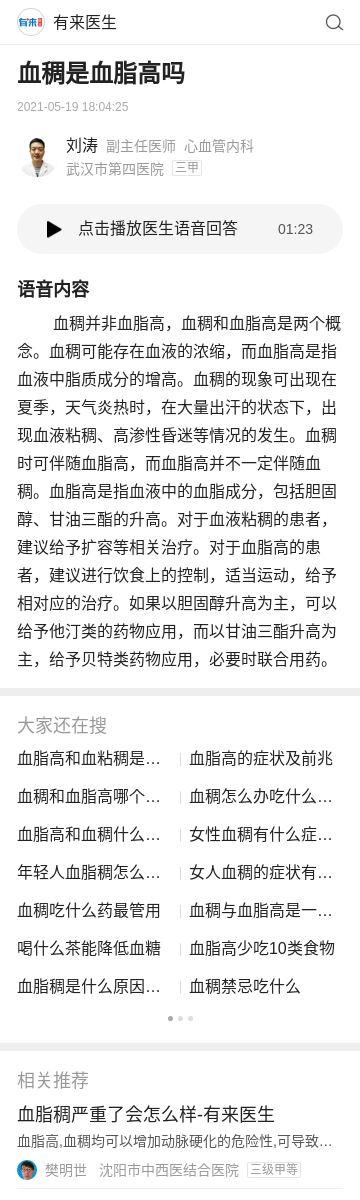 有来医生
血稠是血脂高吗
2021-05-19 18:04:25
刘涛 副主任医师 心血管内科
武汉市第四医院 三甲
点击播放医生语音回答 01:23
语音内容
血稠并非血脂高，血稠和血脂高是两个概
念。血稠可能存在血液的浓缩，而血脂高是指
血液中脂质成分的增高。血稠的现象可出现在
夏季，天气炎热时，在大量出汗的状态下，出
现血液粘稠、高渗性昏迷等情况的发生。血稠
时可伴随血脂高，而血脂高并不一定伴随血
稠。血脂高是指血液中的血脂成分，包括胆固
醇、甘油三酯的升高。对于血液粘稠的患者，
建议给予扩容等相关治疗。对于血脂高的患
者，建议进行饮食上的控制，适当运动，给予
相对应的治疗。如果以胆固醇升高为主，可以
给予他汀类的药物应用，而以甘油三酯升高为
主，给予贝特类药物应用，必要时联合用药。
大家还在搜
血脂高和血粘稠是… 血脂高的症状及前兆
血稠和血脂高哪个… 血稠怎么办吃什么…
血脂高和血稠什么… 女性血稠有什么症…
年轻人血脂稠怎么… 女人血稠的症状有…
血稠吃什么药最管用 血稠与血脂高是一…
喝什么茶能降低血糖 血脂高少吃10类食物
血脂稠是什么原因… 血稠禁忌吃什么
相关推荐
血脂稠严重了会怎么样-有来医生
血脂高,血稠均可以增加动脉硬化的危险性,可导致…
樊明世 沈阳市中西医结合医院 三级甲等